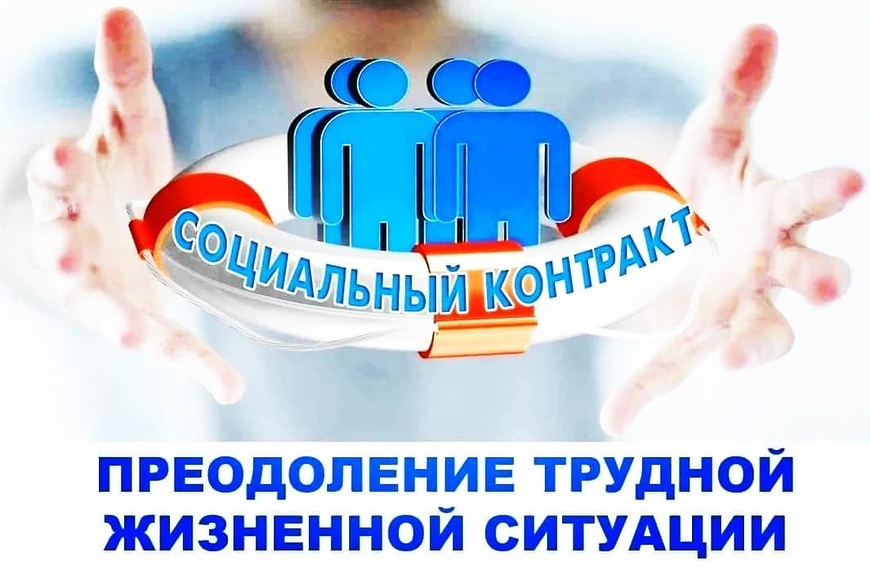 СОЦИАЛЬНЫЙ КОНТРАКТ
ПРЕОДОЛЕНИЕ ТРУДНОЙ
ЖИЗНЕННОЙ СИТУАЦИИ